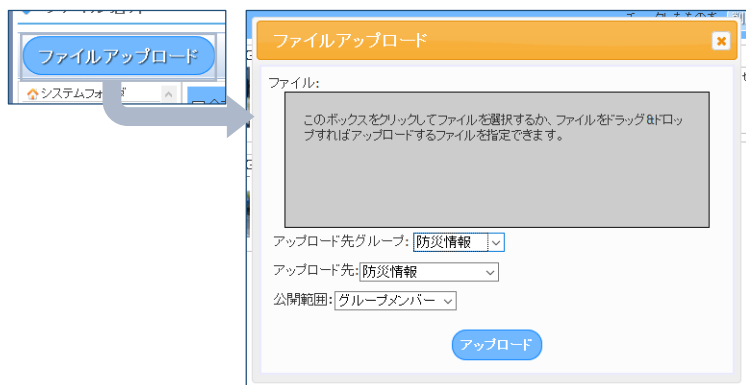 ファイルアップロード
システムフォ
ファイルアップロード
ファイル:
このボックスをクリックしてファイルを選択するか、ファイルをドラッグ&ドロッ
プすればアップロードするファイルを指定できます。
アップロード先グループ: 防災情報
アップロード先: 防災情報
公開範囲: グループメンバー
アップロード